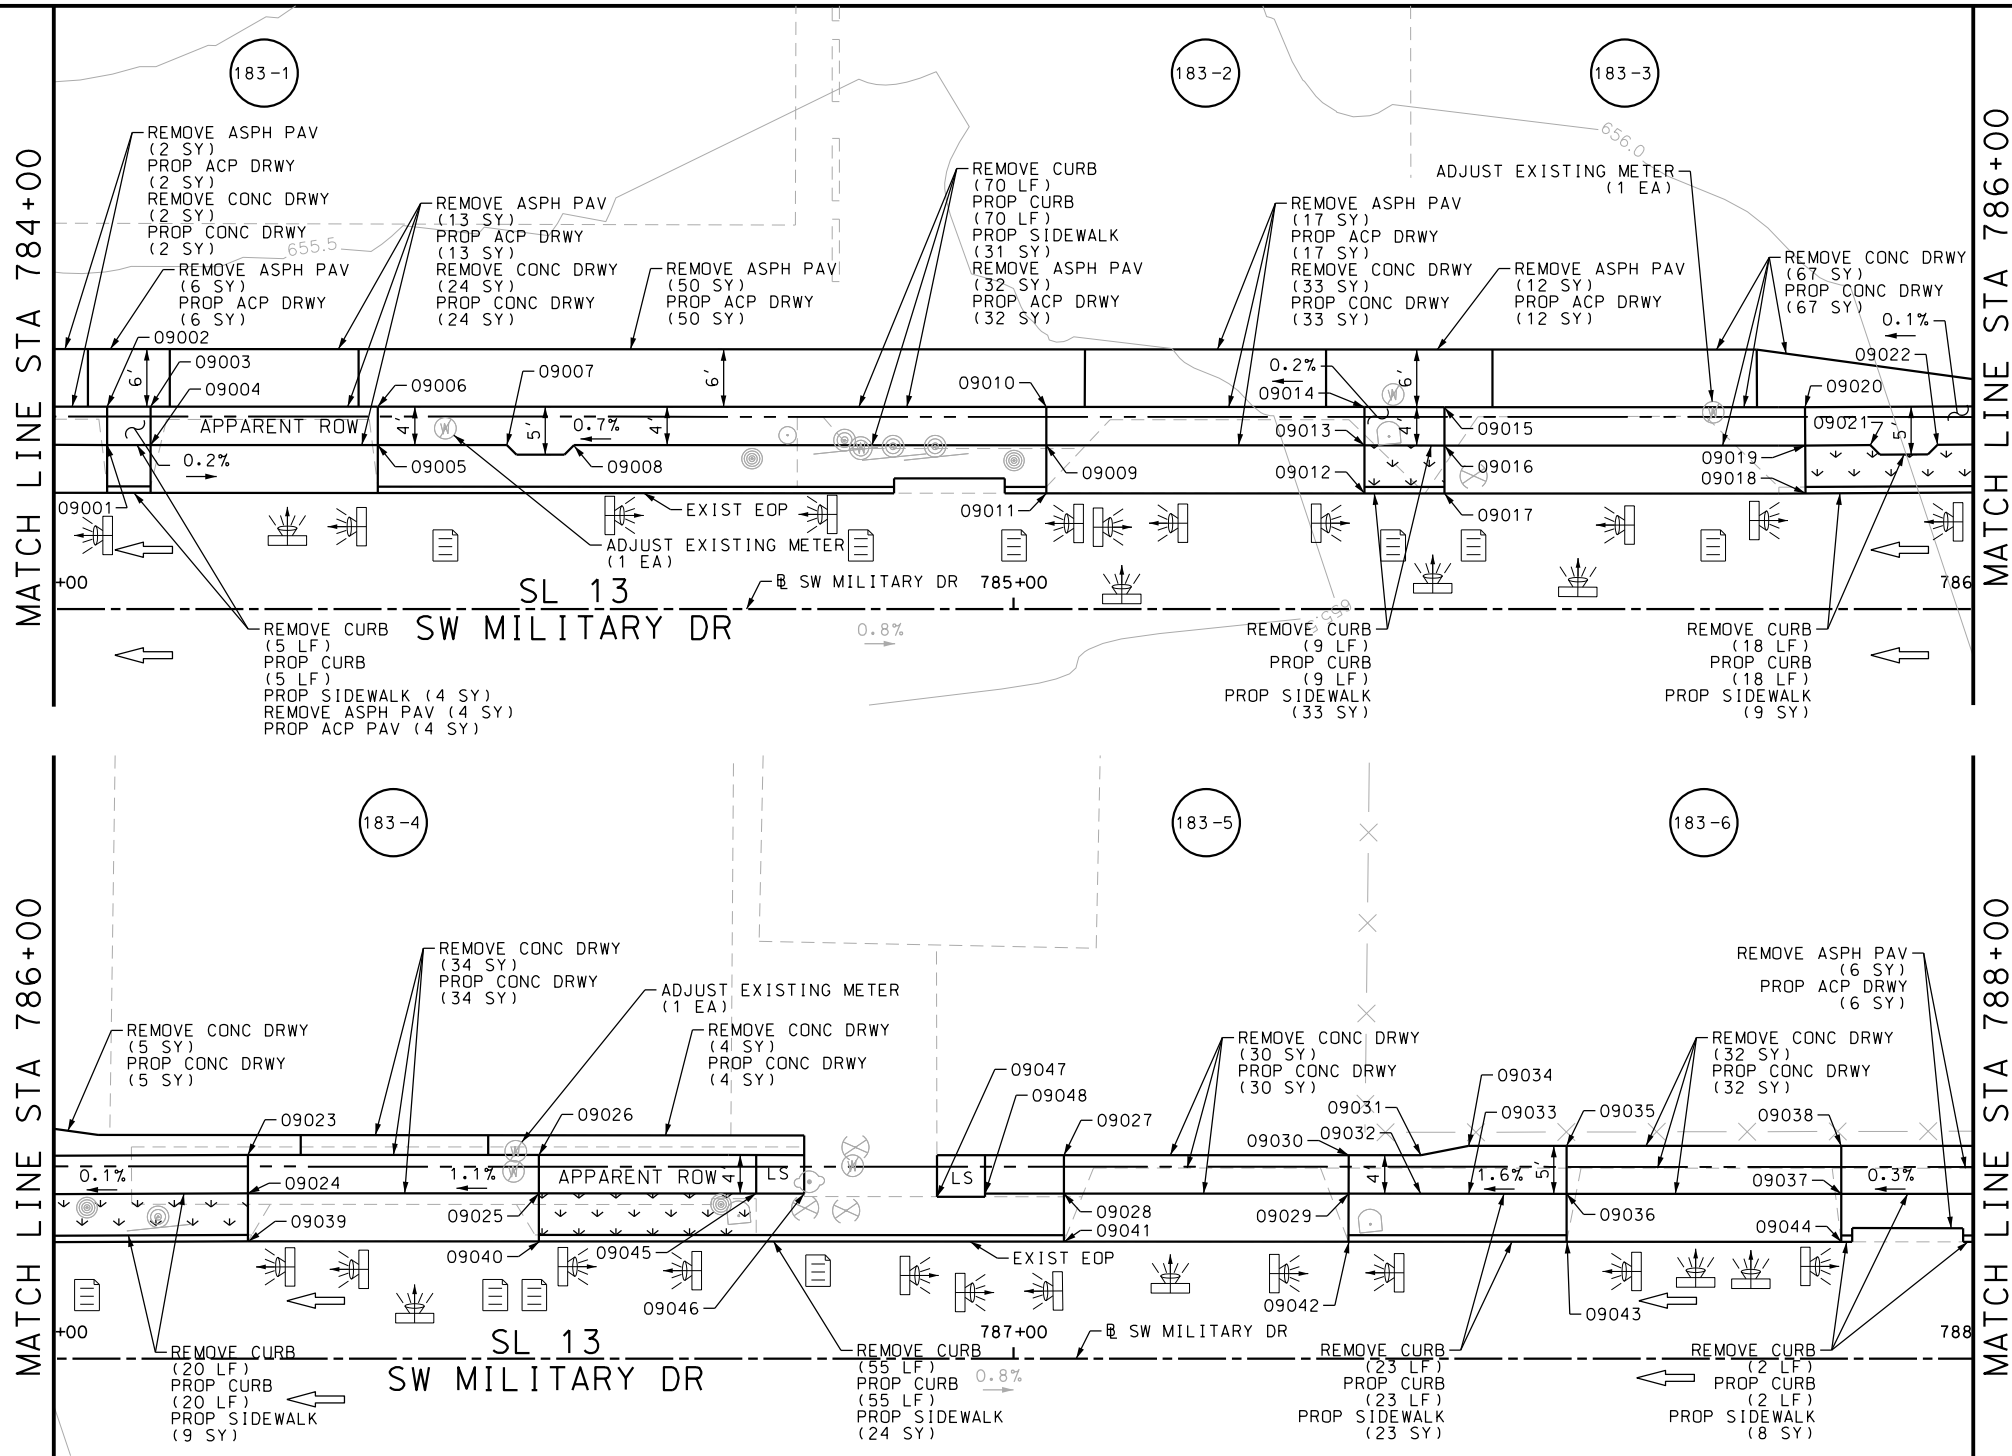 183-1
183-2
183-3
MATCH LINE STA 784+00
MATCH LINE STA 786+00
656.0
655.5
REMOVE ASPH PAV
(2 SY)
PROP ACP DRWY
(2 SY)
REMOVE CONC DRWY
(2 SY)
PROP CONC DRWY
(2 SY)
REMOVE ASPH PAV
(6 SY)
PROP ACP DRWY
(6 SY)
REMOVE ASPH PAV
(13 SY)
PROP ACP DRWY
(13 SY)
REMOVE CONC DRWY
(24 SY)
PROP CONC DRWY
(24 SY)
REMOVE ASPH PAV
(50 SY)
PROP ACP DRWY
(50 SY)
REMOVE CURB
(70 LF)
PROP CURB
(70 LF)
PROP SIDEWALK
(31 SY)
REMOVE ASPH PAV
(32 SY)
PROP ACP DRWY
(32 SY)
REMOVE ASPH PAV
(17 SY)
PROP ACP DRWY
(17 SY)
REMOVE CONC DRWY
(33 SY)
PROP CONC DRWY
(33 SY)
ADJUST EXISTING METER
(1 EA)
REMOVE ASPH PAV
(12 SY)
PROP ACP DRWY
(12 SY)
REMOVE CONC DRWY
(67 SY)
PROP CONC DRWY
(67 SY)
0.1%
09002
09003
09004
6'
09006
09007
6'
09010
0.2%
09014
6'
09020
09022
APPARENT ROW
4'
W
5'
0.7%
4'
W
W
09013
4'
09015
W
09021
5'
0.2%
09005
09008
09009
09012
09016
09019
09018
09001
EXIST EOP
09011
09017
ADJUST EXISTING METER
(1 EA)
+00
SL 13
SW MILITARY DR
℄ SW MILITARY DR
785+00
786
655.5
0.8%
REMOVE CURB
(5 LF)
PROP CURB
(5 LF)
PROP SIDEWALK (4 SY)
REMOVE ASPH PAV (4 SY)
PROP ACP PAV (4 SY)
REMOVE CURB
(9 LF)
PROP CURB
(9 LF)
PROP SIDEWALK
(33 SY)
REMOVE CURB
(18 LF)
PROP CURB
(18 LF)
PROP SIDEWALK
(9 SY)
183-4
183-5
183-6
MATCH LINE STA 786+00
MATCH LINE STA 788+00
REMOVE CONC DRWY
(5 SY)
PROP CONC DRWY
(5 SY)
REMOVE CONC DRWY
(34 SY)
PROP CONC DRWY
(34 SY)
ADJUST EXISTING METER
(1 EA)
REMOVE CONC DRWY
(4 SY)
PROP CONC DRWY
(4 SY)
REMOVE CONC DRWY
(30 SY)
PROP CONC DRWY
(30 SY)
REMOVE CONC DRWY
(32 SY)
PROP CONC DRWY
(32 SY)
REMOVE ASPH PAV
(6 SY)
PROP ACP DRWY
(6 SY)
09023
09026
09047
09048
09027
09030
09031
09032
09034
09033
09035
09038
0.1%
09024
1.1%
W
W
APPARENT ROW
4'
LS
W
LS
4'
1.6%
5'
09037
0.3%
09039
09025
09028
09041
09029
09036
09044
09040
09045
EXIST EOP
09046
09042
09043
+00
SL 13
SW MILITARY DR
787+00
℄ SW MILITARY DR
788
0.8%
REMOVE CURB
(20 LF)
PROP CURB
(20 LF)
PROP SIDEWALK
(9 SY)
REMOVE CURB
(55 LF)
PROP CURB
(55 LF)
PROP SIDEWALK
(24 SY)
REMOVE CURB
(23 LF)
PROP CURB
(23 LF)
PROP SIDEWALK
(23 SY)
REMOVE CURB
(2 LF)
PROP CURB
(2 LF)
PROP SIDEWALK
(8 SY)